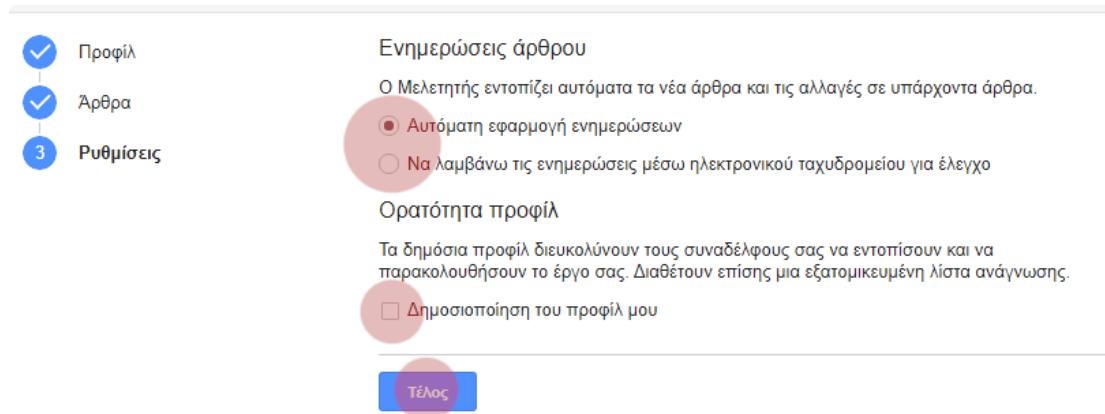 Προφίλ
Άρθρα
3 Ρυθμίσεις
Ενημερώσεις άρθρου
Ο Μελετητής εντοπίζει αυτόματα τα νέα άρθρα και τις αλλαγές σε υπάρχοντα άρθρα.
Αυτόματη εφαρμογή ενημερώσεων
Να λαμβάνω τις ενημερώσεις μέσω ηλεκτρονικού ταχυδρομείου για έλεγχο
Ορατότητα προφίλ
Τα δημόσια προφίλ διευκολύνουν τους συναδέλφους σας να εντοπίσουν και να
παρακολουθήσουν το έργο σας. Διαθέτουν επίσης μια εξατομικευμένη λίστα ανάγνωσης.
Δημοσιοποίηση του προφίλ μου
Τέλος